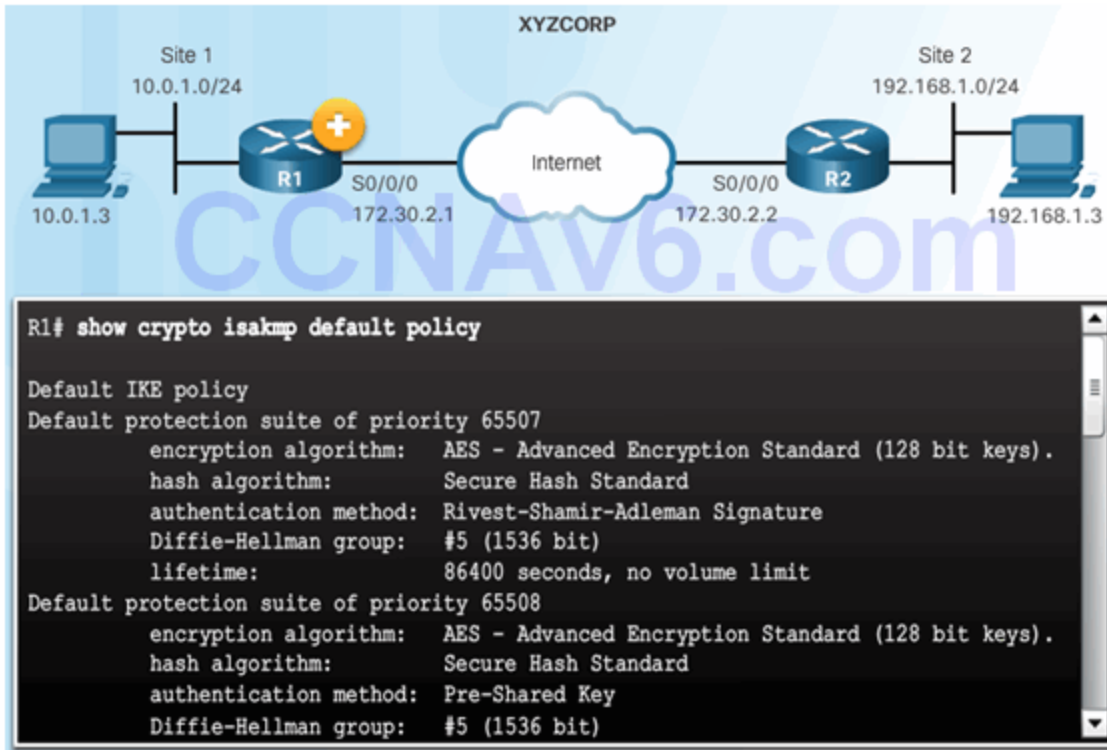 XYZCORP
Site 1
10.0.1.0/24
Site 2
192.168.1.0/24
R1
S0/0/0
172.30.2.1
Internet
S0/0/0
172.30.2.2
R2
10.0.1.3
192.168.1.3
CCNAv6.com
R1# show crypto isakmp default policy
Default IKE policy
Default protection suite of priority 65507
encryption algorithm: AES - Advanced Encryption Standard (128 bit keys).
hash algorithm: Secure Hash Standard
authentication method: Rivest-Shamir-Adleman Signature
Diffie-Hellman group: #5 (1536 bit)
lifetime: 86400 seconds, no volume limit
Default protection suite of priority 65508
encryption algorithm: AES - Advanced Encryption Standard (128 bit keys).
hash algorithm: Secure Hash Standard
authentication method: Pre-Shared Key
Diffie-Hellman group: #5 (1536 bit)